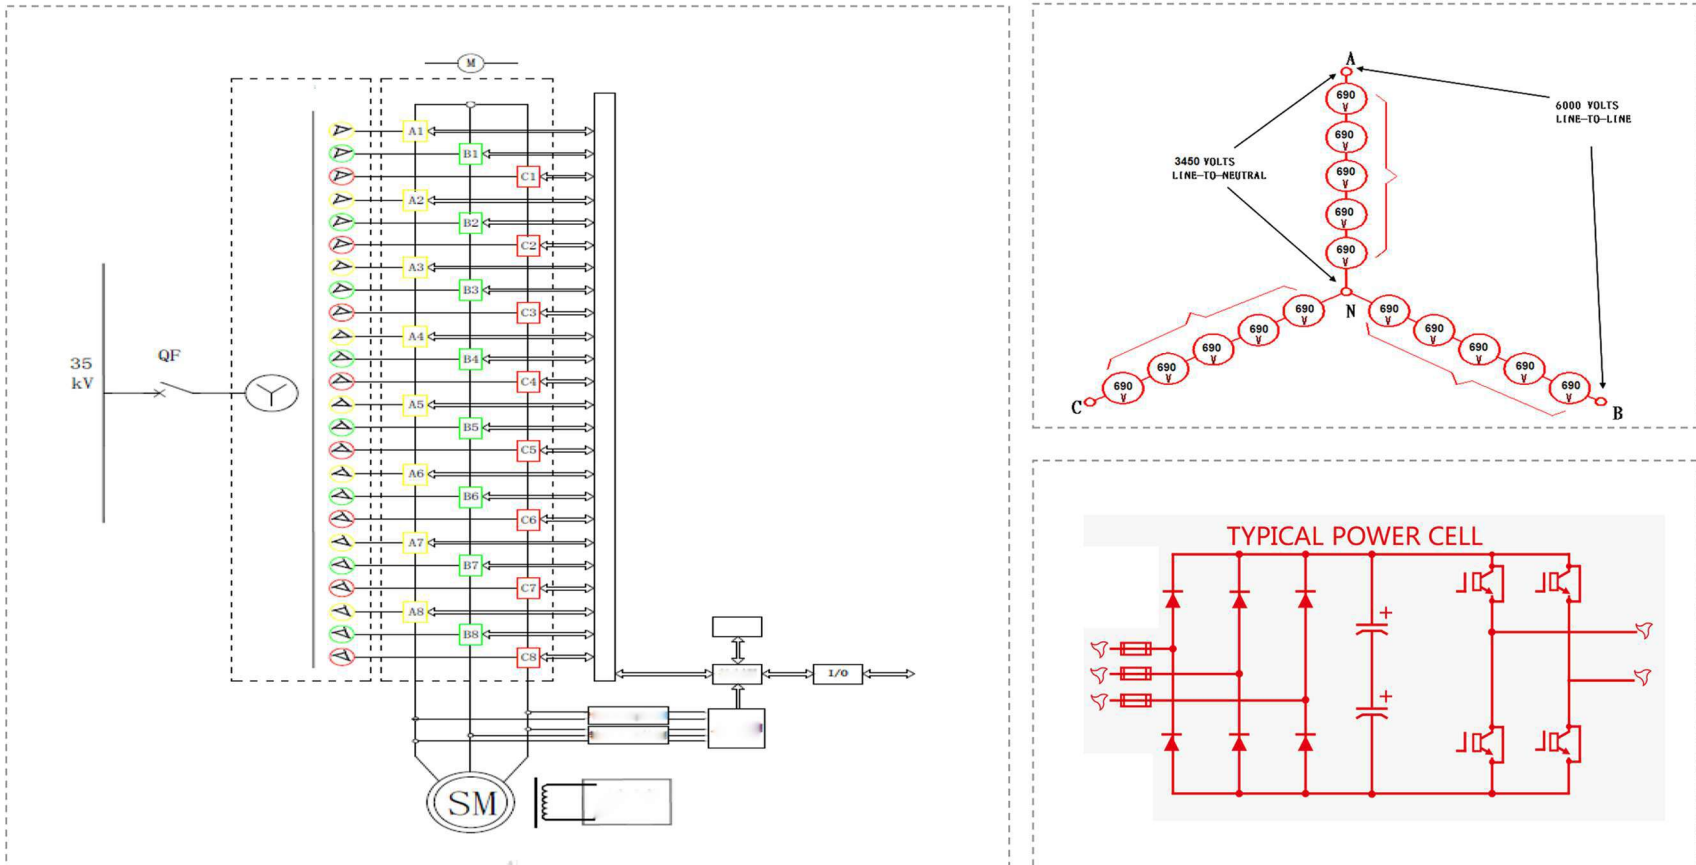 M
A1
B1
C1
A2
B2
C2
A3
B3
C3
A4
B4
C4
A5
B5
C5
A6
B6
C6
A7
B7
C7
A8
B8
C8
35
kV
QF
I/O
SM
A
690
V
690
V
690
V
690
V
690
V
3450 VOLTS
LINE-TO-NEUTRAL
6000 VOLTS
LINE-TO-LINE
N
690
V
690
V
690
V
690
V
690
V
C
690
V
690
V
690
V
690
V
690
V
B
TYPICAL POWER CELL
+
+